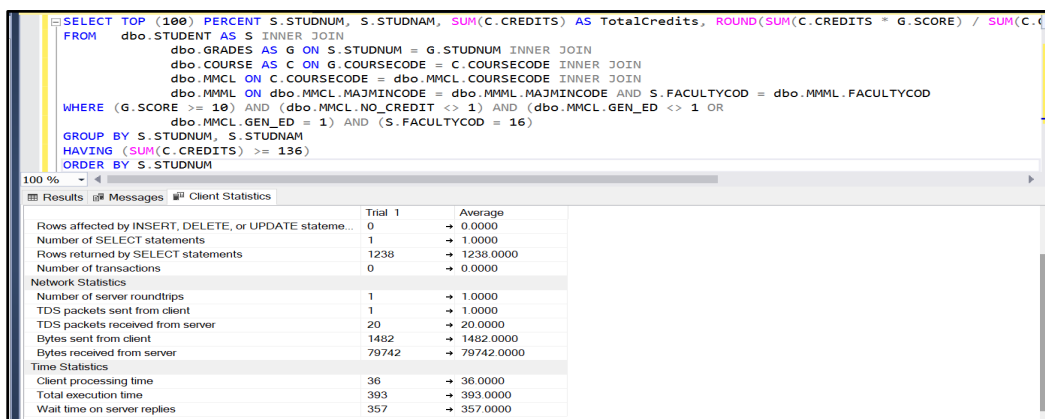 SELECT TOP (100) PERCENT S.STUDNUM, S.STUDNAM, SUM(C.CREDITS) AS TotalCredits, ROUND(SUM(C.CREDITS * G.SCORE) / SUM(C.
FROM dbo.STUDENT AS S INNER JOIN
dbo.GRADES AS G ON S.STUDNUM = G.STUDNUM INNER JOIN
dbo.COURSE AS C ON G.COURSECODE = C.COURSECODE INNER JOIN
dbo.MMCL ON C.COURSECODE = dbo.MMCL.COURSECODE INNER JOIN
dbo.MMML ON dbo.MMCL.MAJMINCODE = dbo.MMML.MAJMINCODE AND S.FACULTYCOD = dbo.MMML.FACULTYCOD
WHERE (G.SCORE >= 10) AND (dbo.MMCL.NO_CREDIT <> 1) AND (dbo.MMCL.GEN_ED <> 1 OR
dbo.MMCL.GEN_ED = 1) AND (S.FACULTYCOD = 16)
GROUP BY S.STUDNUM, S.STUDNAM
HAVING (SUM(C.CREDITS) >= 136)
ORDER BY S.STUDNUM
100 %
Results Messages Client Statistics
Trial 1 Average
Rows affected by INSERT, DELETE, or UPDATE stateme... 0 → 0.0000
Number of SELECT statements 1 → 1.0000
Rows returned by SELECT statements 1238 → 1238.0000
Number of transactions 0 → 0.0000
Network Statistics
Number of server roundtrips 1 → 1.0000
TDS packets sent from client 1 → 1.0000
TDS packets received from server 20 → 20.0000
Bytes sent from client 1482 → 1482.0000
Bytes received from server 79742 → 79742.0000
Time Statistics
Client processing time 36 → 36.0000
Total execution time 393 → 393.0000
Wait time on server replies 357 → 357.0000